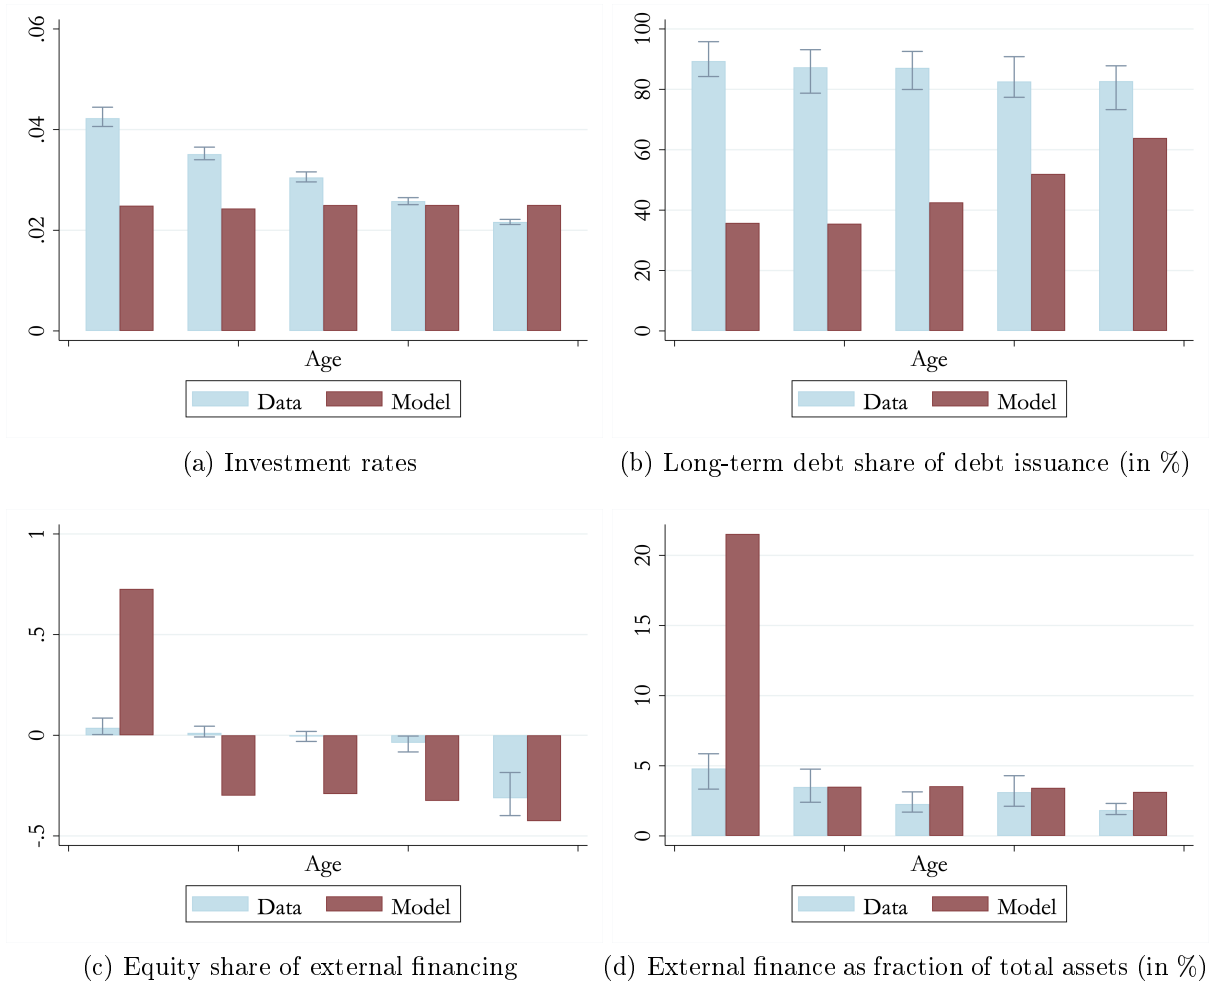 .06
.04
.02
0
Age
Data Model
(a) Investment rates
100
80
60
40
20
0
Age
Data Model
(b) Long-term debt share of debt issuance (in %)
1
.5
0
-.5
Age
Data Model
(c) Equity share of external financing
20
15
10
5
0
Age
Data Model
(d) External finance as fraction of total assets (in %)